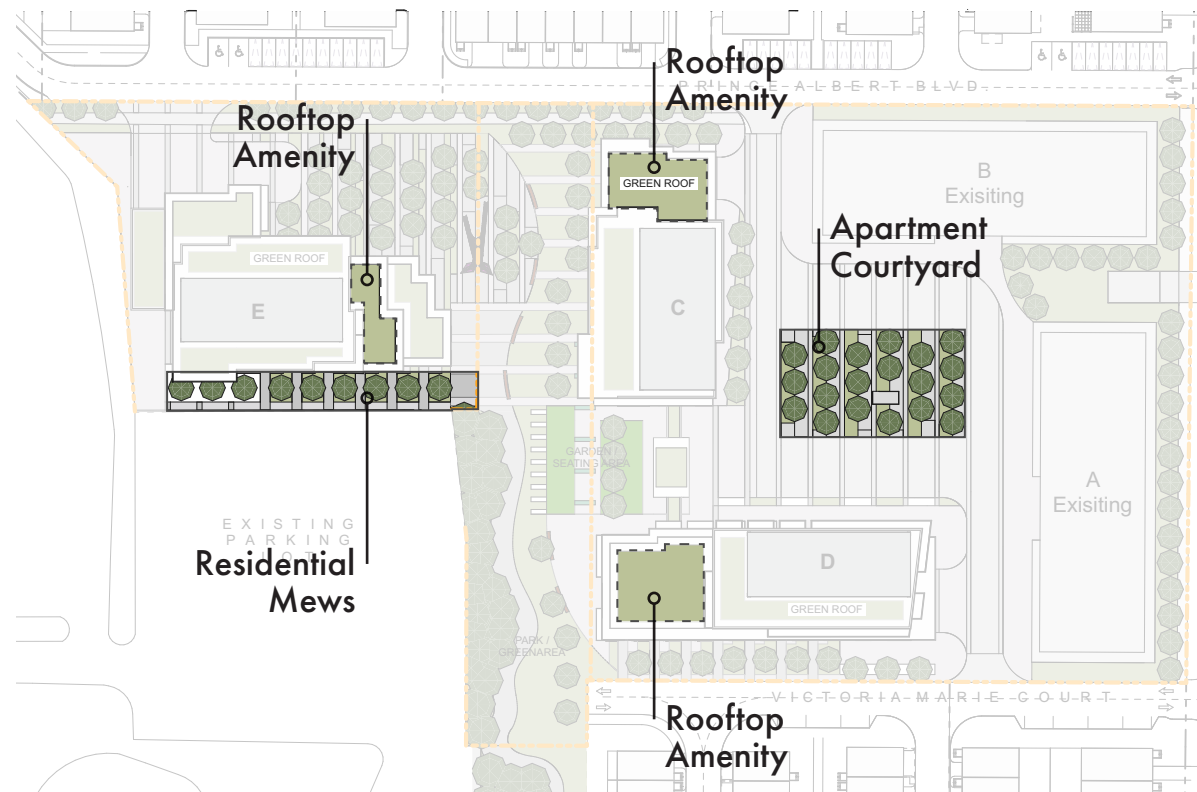 PRINCE ALBERT BLVD.
Rooftop
Amenity
Rooftop
Amenity
GREEN ROOF
B
Exisiting
Apartment
Courtyard
GREEN ROOF
E
C
GARDEN /
SEATING AREA
A
Exisiting
EXISTING
PARKING
LOT
Residential
Mews
D
GREEN ROOF
PARK /
GREENAREA
VICTORIA MARIE COURT
Rooftop
Amenity